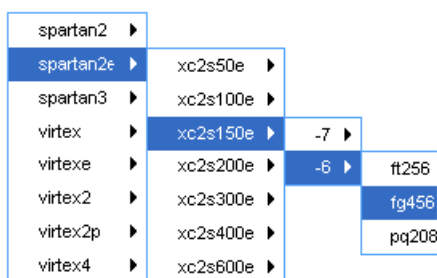 spartan2
spartan2e
spartan3
virtex
virtexe
virtex2
virtex2p
virtex4
xc2s50e
xc2s100e
xc2s150e
xc2s200e
xc2s300e
xc2s400e
xc2s600e
-7
-6
ft256
fg456
pq208